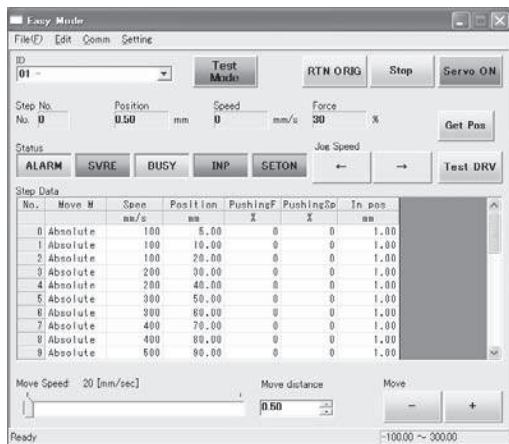 Easy Mode
File(F) Edit Comm Setting
ID
01 -
Test Mode
RTN ORIG
Stop
Servo ON
Step No. Position Speed Force
No. 0 0.50 mm 0 mm/s 30 %
Get Pos
Status
Jog Speed
ALARM SVRE BUSY INP SETON ← → Test DRV
Step Data
No. Move M Spee Position PushingF PushingSp In pos
mm/s mm % % mm
0 Absolute 100 5.00 0 0 1.00
1 Absolute 100 10.00 0 0 1.00
2 Absolute 100 20.00 0 0 1.00
3 Absolute 200 30.00 0 0 1.00
4 Absolute 200 40.00 0 0 1.00
5 Absolute 300 50.00 0 0 1.00
6 Absolute 300 60.00 0 0 1.00
7 Absolute 400 70.00 0 0 1.00
8 Absolute 400 80.00 0 0 1.00
9 Absolute 500 90.00 0 0 1.00
Move Speed: 20 [mm/sec] Move distance Move
0.50 - +
Ready -100.00 ~ 300.00